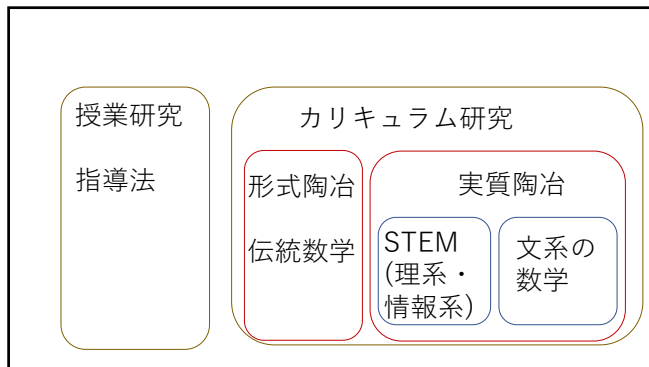 授業研究
指導法
カリキュラム研究
形式陶冶
伝統数学
実質陶冶
STEM
(理系・
情報系)
文系の
数学